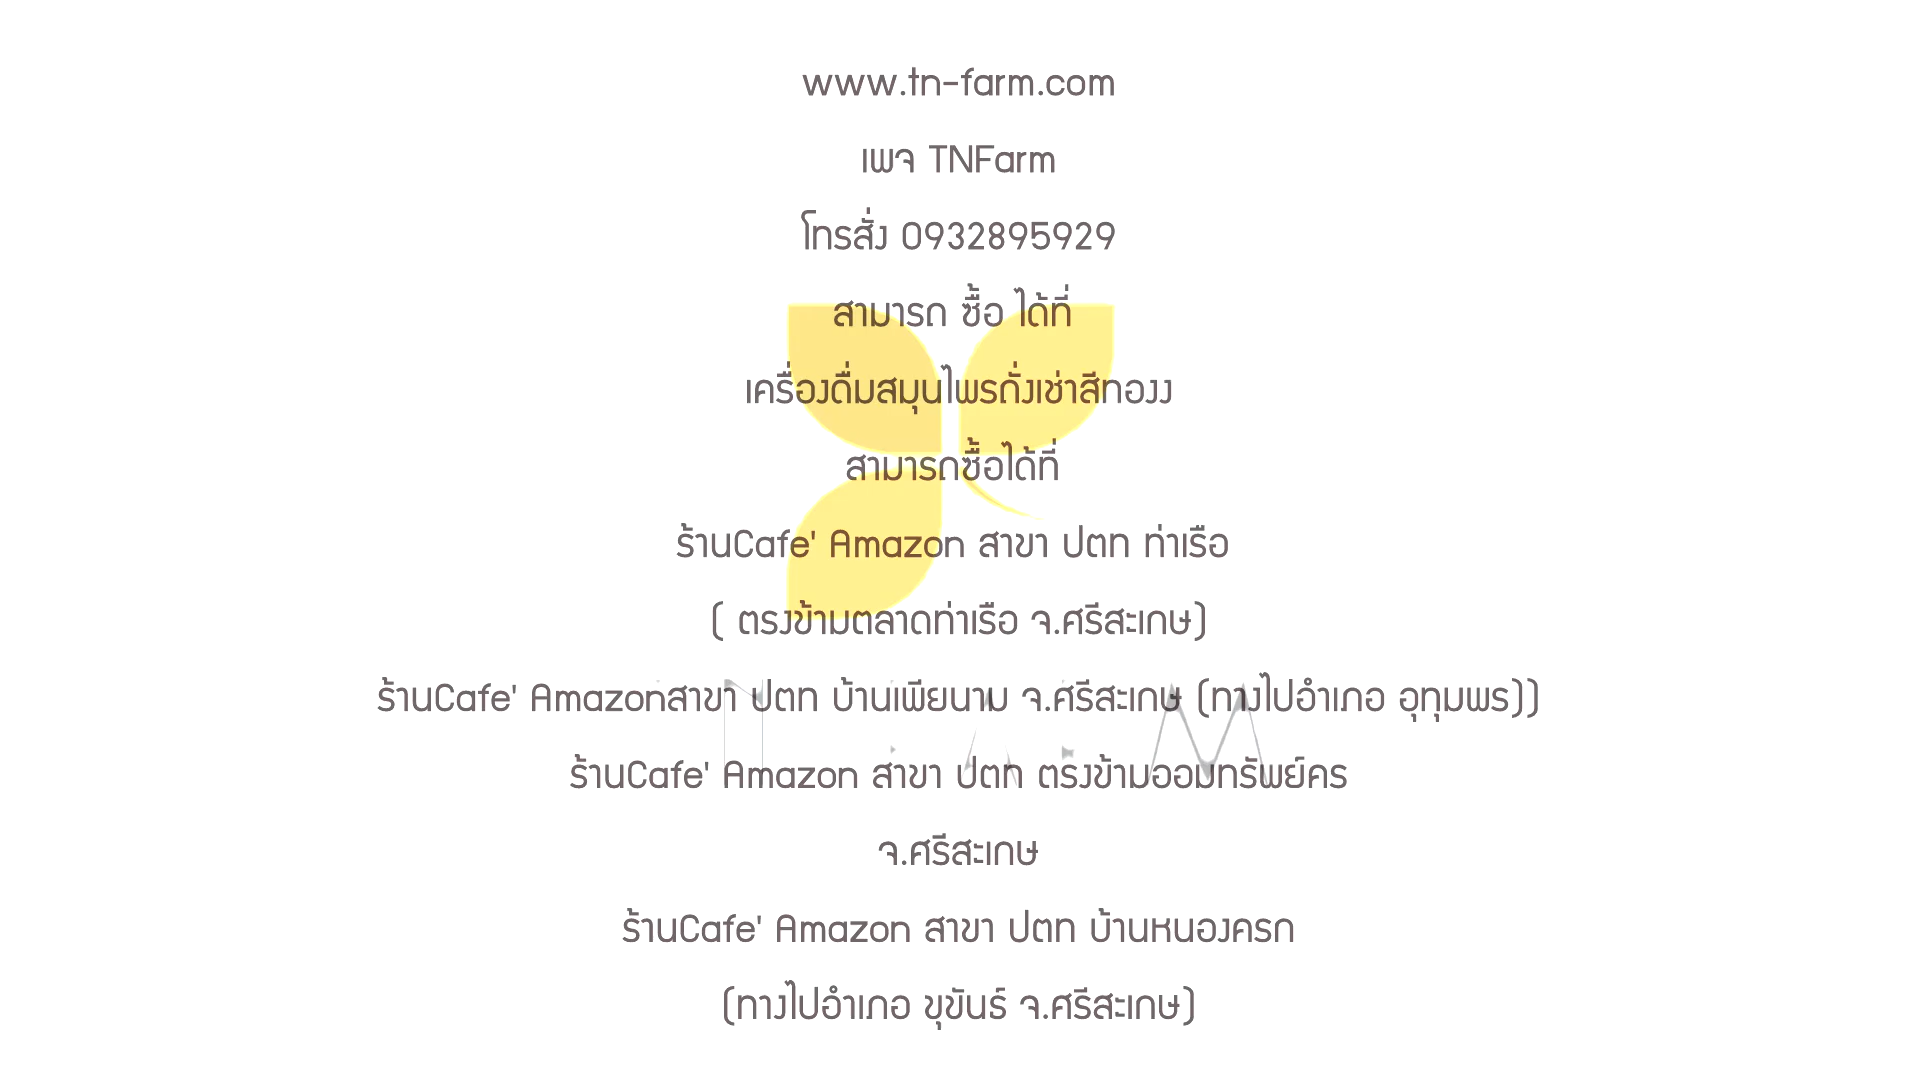 www.tn-farm.com
เพจ TNFarm
โทรสั่ง 0932895929
สามารถ ซื้อ ได้ที่
เครื่องดื่มสมุนไพรถั่งเช่าสีทองง
สามารถซื้อได้ที่
ร้านCafe' Amazon สาขา ปตท ท่าเรือ
( ตรงข้ามตลาดท่าเรือ จ.ศรีสะเกษ)
ร้านCafe' Amazonสาขา ปตท บ้านเพียนาม จ.ศรีสะเกษ (ทางไปอำเภอ อุทุมพร))
ร้านCafe' Amazon สาขา ปตท ตรงข้ามออมทรัพย์คร
จ.ศรีสะเกษ
ร้านCafe' Amazon สาขา ปตท บ้านหนองครก
(ทางไปอำเภอ ขุขันธ์ จ.ศรีสะเกษ)